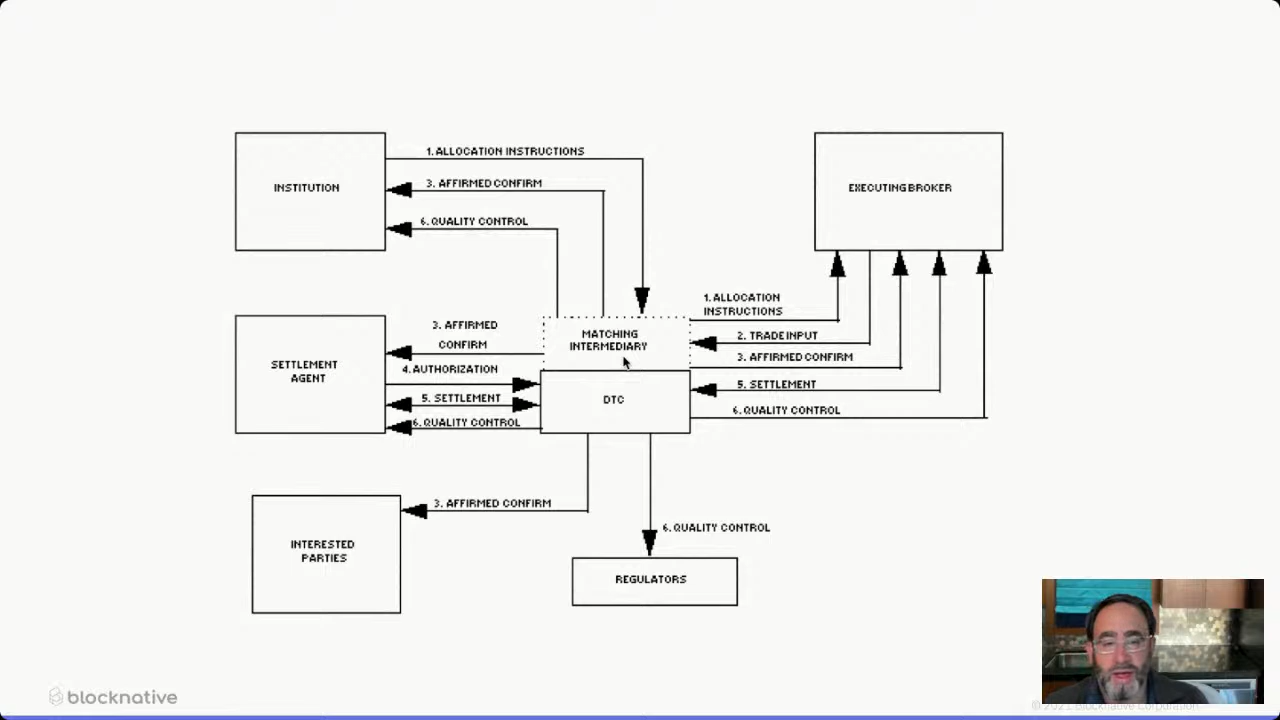 1. ALLOCATION INSTRUCTIONS
3. AFFIRMED CONFIRM
6. QUALITY CONTROL
INSTITUTION
EXECUTING BROKER
1. ALLOCATION
INSTRUCTIONS
2. TRADE INPUT
3. AFFIRMED CONFIRM
5. SETTLEMENT
6. QUALITY CONTROL
MATCHING
INTERMEDIARY
DTC
3. AFFIRMED
CONFIRM
4. AUTHORIZATION
5. SETTLEMENT
6. QUALITY CONTROL
SETTLEMENT
AGENT
3. AFFIRMED CONFIRM
INTERESTED
PARTIES
6. QUALITY CONTROL
REGULATORS
blocknative
Blocknative Corporation